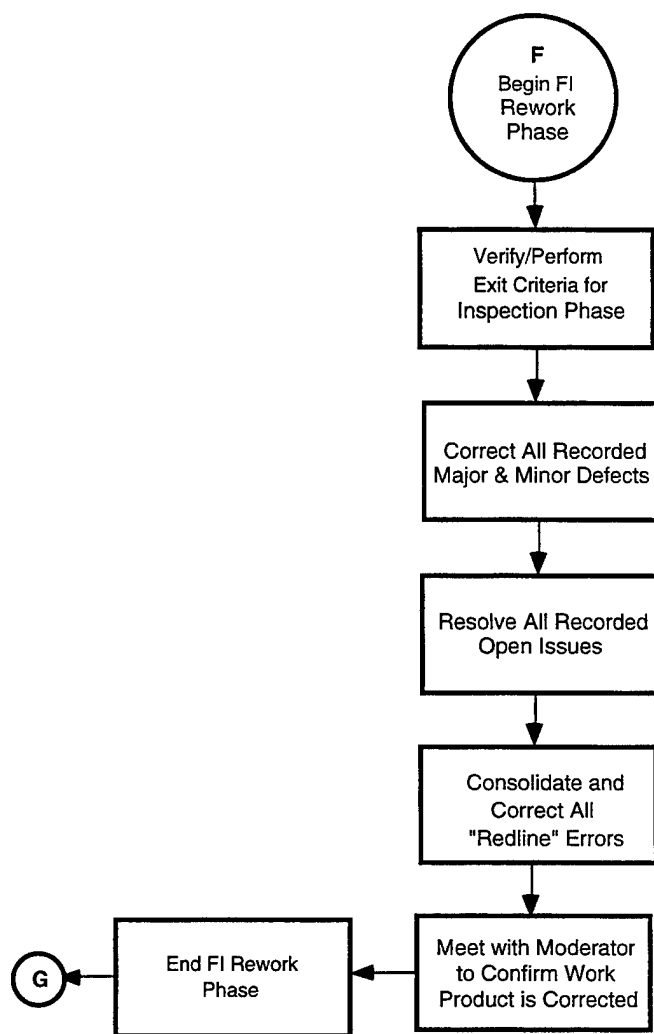 F
Begin FI
Rework
Phase
Verify/Perform
Exit Criteria for
Inspection Phase
Correct All Recorded
Major & Minor Defects
Resolve All Recorded
Open Issues
Consolidate and
Correct All
"Redline" Errors
Meet with Moderator
to Confirm Work
Product is Corrected
End FI Rework
Phase
G